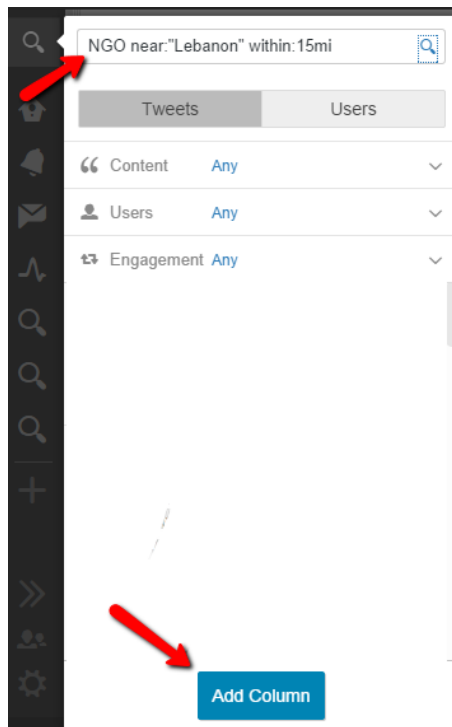 NGO near:"Lebanon" within:15mi
Tweets Users
Content Any
Users Any
Engagement Any
Add Column